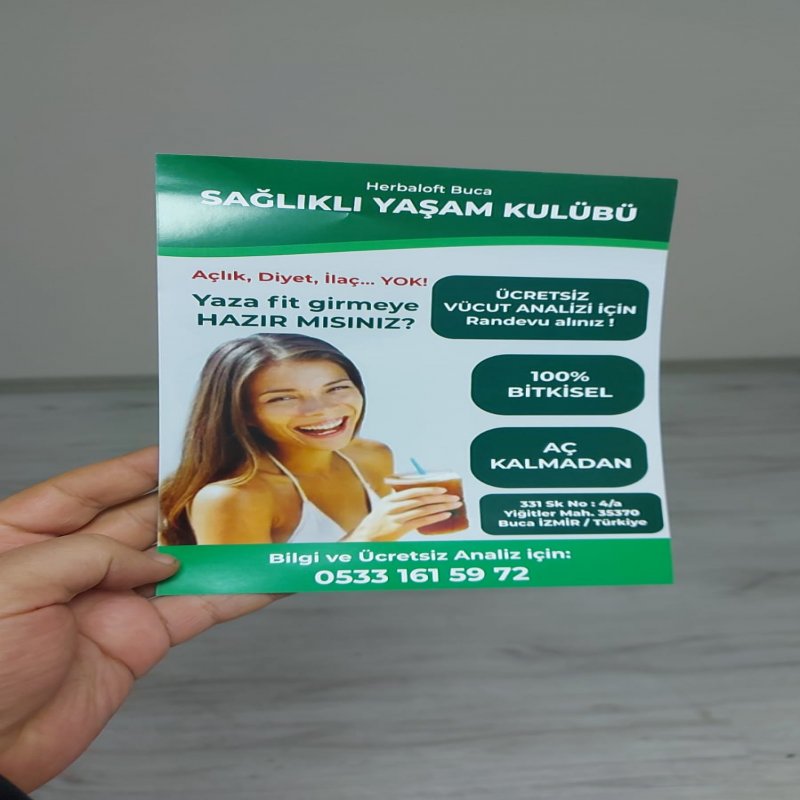 Herbaloft Buca
SAĞLIKLI YAŞAM KULÜBÜ
Açlık, Diyet, İlaç... YOK!
Yaza fit girmeye
HAZIR MISINIZ?
ÜCRETSİZ
VÜCUT ANALİZİ İÇİN
Randevu alınız !
100%
BİTKİSEL
AÇ
KALMADAN
331 Sk No : 4/a
Yiğitler Mah. 35370
Buca İZMİR / Türkiye
Bilgi ve Ücretsiz Analiz için:
0533 161 59 72